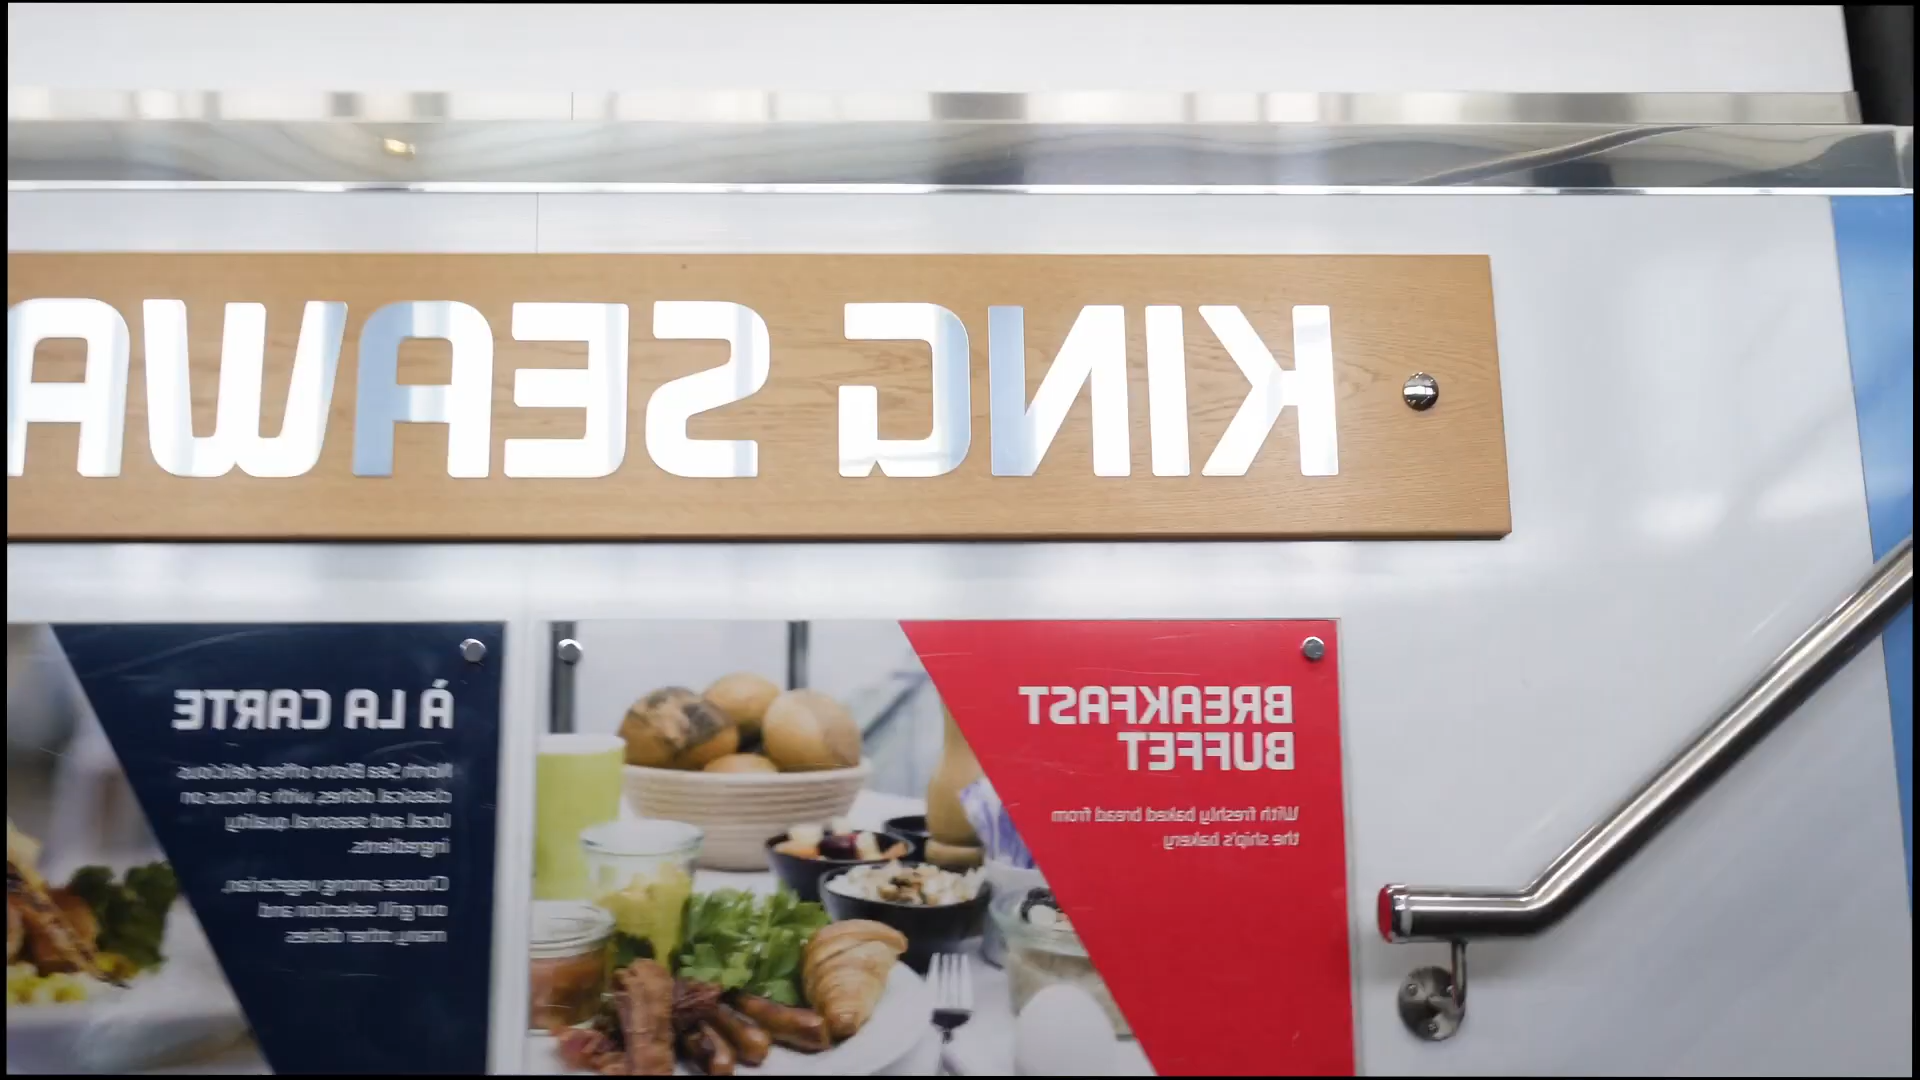 KING SEAWA
BREAKFAST
BUFFET
With freshly baked bread from
the ship's bakery
À LA CARTE
North Sea Bistro offers delicious
classical dishes, with a focus on
local and seasonal quality
ingredients.
Choose among vegetarian,
our grill selection and
many other dishes